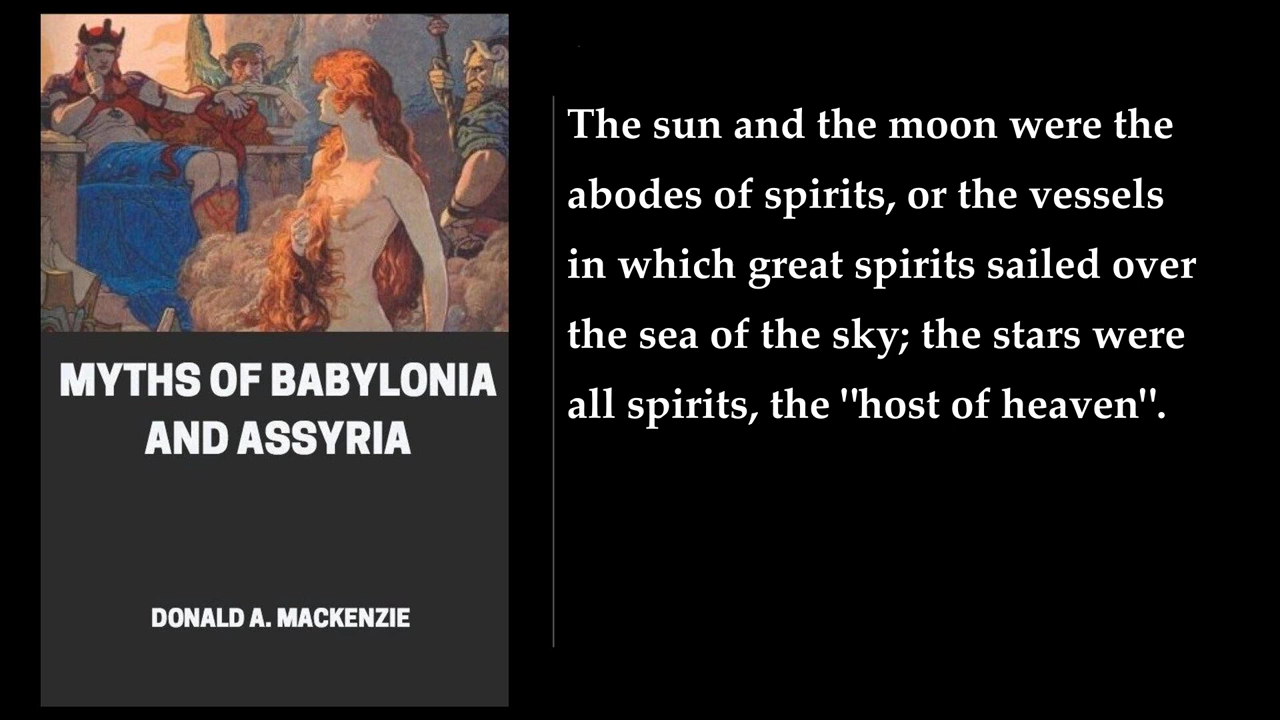 MYTHS OF BABYLONIA
AND ASSYRIA
DONALD A. MACKENZIE
The sun and the moon were the
abodes of spirits, or the vessels
in which great spirits sailed over
the sea of the sky; the stars were
all spirits, the "host of heaven".